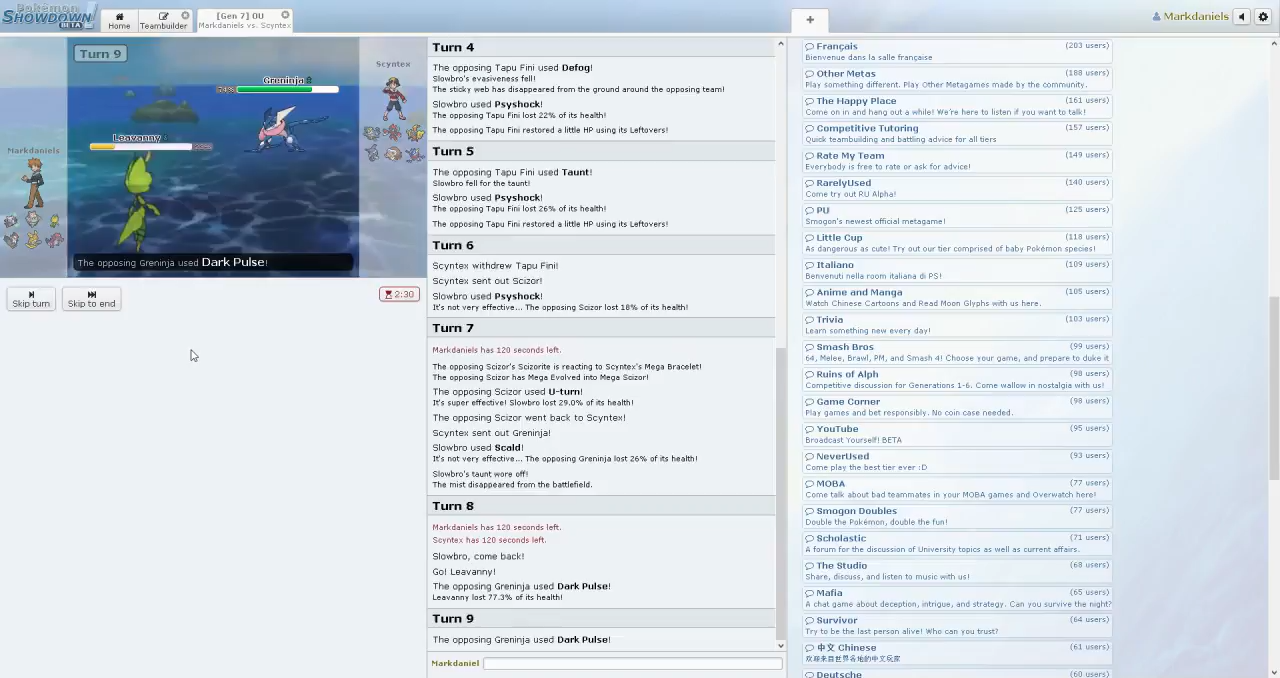 Pokémon
SHOWDOWN
BETA
Home
Teambuilder
[Gen 7] OU
Markdaniels vs. Scyntex
+
Markdaniels
Turn 9
Scyntex
Greninja
74%
Leavanny
Markdaniels
The opposing Greninja used Dark Pulse!
Skip turn
Skip to end
2:30
Turn 4
The opposing Tapu Fini used Defog!
Slowbro's evasiveness fell!
The sticky web has disappeared from the ground around the opposing team!
Slowbro used Psyshock!
The opposing Tapu Fini lost 22% of its health!
The opposing Tapu Fini restored a little HP using its Leftovers!
Turn 5
The opposing Tapu Fini used Taunt!
Slowbro fell for the taunt!
Slowbro used Psyshock!
The opposing Tapu Fini lost 26% of its health!
The opposing Tapu Fini restored a little HP using its Leftovers!
Turn 6
Scyntex withdrew Tapu Fini!
Scyntex sent out Scizor!
Slowbro used Psyshock!
It's not very effective... The opposing Scizor lost 18% of its health!
Turn 7
Markdaniels has 120 seconds left.
The opposing Scizor's Scizorite is reacting to Scyntex's Mega Bracelet!
The opposing Scizor has Mega Evolved into Mega Scizor!
The opposing Scizor used U-turn!
It's super effective! Slowbro lost 29.0% of its health!
The opposing Scizor went back to Scyntex!
Scyntex sent out Greninja!
Slowbro used Scald!
It's not very effective... The opposing Greninja lost 26% of its health!
Slowbro's taunt wore off!
The mist disappeared from the battlefield.
Turn 8
Markdaniels has 120 seconds left.
Scyntex has 120 seconds left.
Slowbro, come back!
Go! Leavanny!
The opposing Greninja used Dark Pulse!
Leavanny lost 77.3% of its health!
Turn 9
The opposing Greninja used Dark Pulse!
Markdaniel
Français (203 users)
Bienvenue dans la salle française
Other Metas (188 users)
Play something different. Play Other Metagames made by the community.
The Happy Place (161 users)
Come on in and hang out a while! We're here to listen if you want to talk!
Competitive Tutoring (157 users)
Quick teambuilding and battling advice for all tiers
Rate My Team (149 users)
Everybody is free to rate or ask for advice!
RarelyUsed (140 users)
Come try out RU Alpha!
PU (125 users)
Smogon's newest official metagame!
Little Cup (118 users)
As dangerous as cute! Try out our tier comprised of baby Pokémon species!
Italiano (109 users)
Benvenuti nella room italiana di PS!
Anime and Manga (105 users)
Watch Chinese Cartoons and Read Moon Glyphs with us here.
Trivia (103 users)
Learn something new every day!
Smash Bros (99 users)
64, Melee, Brawl, PM, and Smash 4! Choose your game, and prepare to duke it
Ruins of Alph (98 users)
Competitive discussion for Generations 1-6. Come wallow in nostalgia with us!
Game Corner (98 users)
Play games and bet responsibly. No coin case needed.
YouTube (95 users)
Broadcast Yourself! BETA
NeverUsed (93 users)
Come play the best tier ever :D
MOBA (77 users)
Come talk about bad teammates in your MOBA games and Overwatch here!
Smogon Doubles (77 users)
Double the Pokémon, double the fun!
Scholastic (71 users)
A forum for the discussion of University topics as well as current affairs.
The Studio (68 users)
Share, discuss, and listen to music with us!
Mafia (65 users)
A chat game about deception, intrigue, and strategy. Can you survive the night?
Survivor (64 users)
Try to be the last person alive! Who can you trust?
中文 Chinese (61 users)
欢迎来自世界各地的中文玩家
Deutsche (60 users)